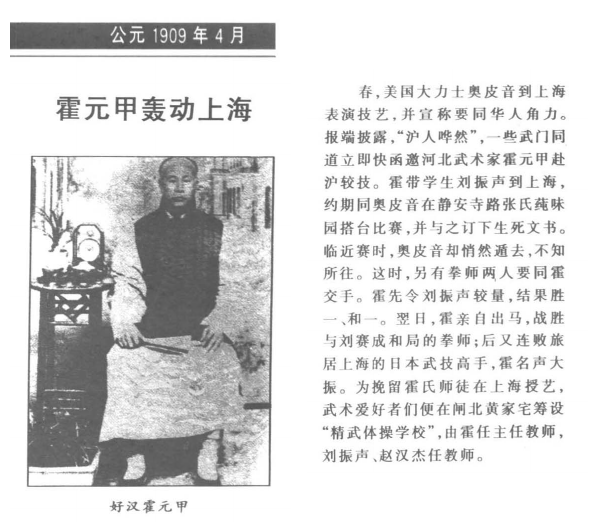 公元 1909 年 4 月
霍元甲轰动上海
好汉霍元甲
春，美国大力士奥皮音到上海
表演技艺，并宣称要同华人角力。
报端披露，“沪人哗然”，一些武门同
道立即快函邀河北武术家霍元甲赴
沪较技。霍带学生刘振声到上海，
约期同奥皮音在静安寺路张氏莼味
园搭台比赛，并与之订下生死文书。
临近赛时，奥皮音却悄然遁去，不知
所往。这时，另有拳师两人要同霍
交手。霍先令刘振声较量，结果胜
一、和一。翌日，霍亲自出马，战胜
与刘赛成和局的拳师；后又连败旅
居上海的日本武技高手，霍名声大
振。为挽留霍氏师徒在上海授艺，
武术爱好者们便在闸北黄家宅筹设
“精武体操学校”，由霍任主任教师，
刘振声、赵汉杰任教师。